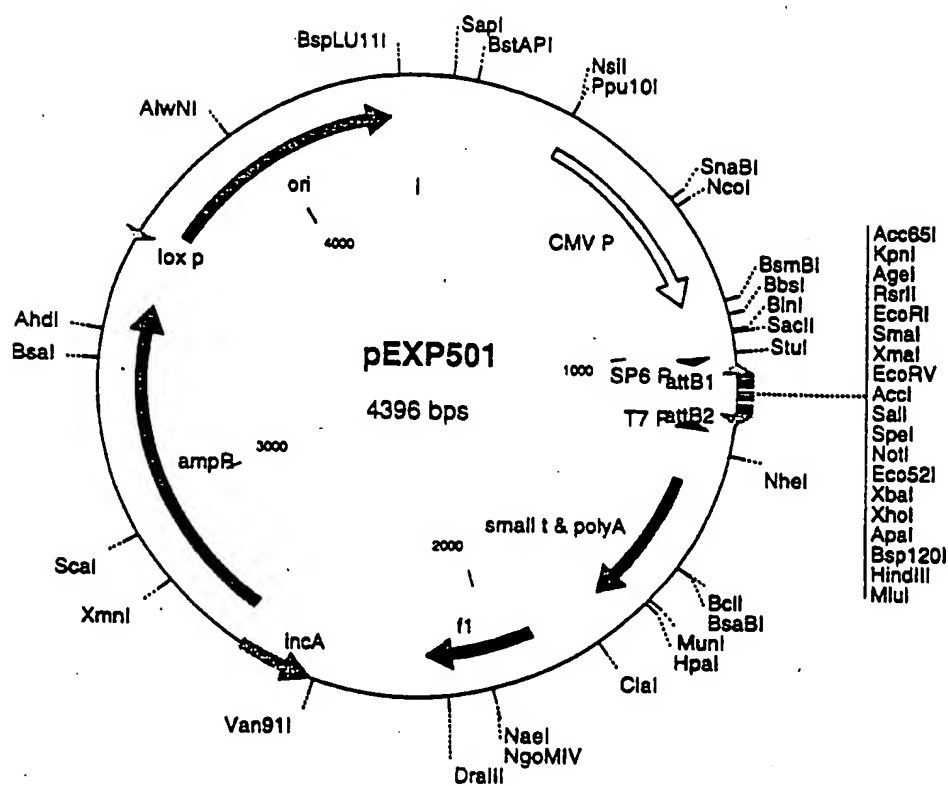 SapI
BspLU11I
BstAPI
NsiI
Ppu10I
AlwNI
SnaBI
NcoI
ori
4000
lox p
CMV P
BsmBI
BbsI
BlnI
SacII
StuI
AhdI
BsaI
pEXP501
4396 bps
1000
SP6 P
attB1
T7 P
attB2
Acc65I
KpnI
AgeI
RsrII
EcoRI
SmaI
XmaI
EcoRV
AccI
SalI
SpeI
NotI
Eco52I
XbaI
XhoI
ApaI
Bsp120I
HindIII
MluI
NheI
ampR
3000
small t & polyA
2000
ScaI
XmnI
BclI
BsaBI
MunI
HpaI
f1
incA
ClaI
Van91I
NaeI
NgoMIV
DraIII